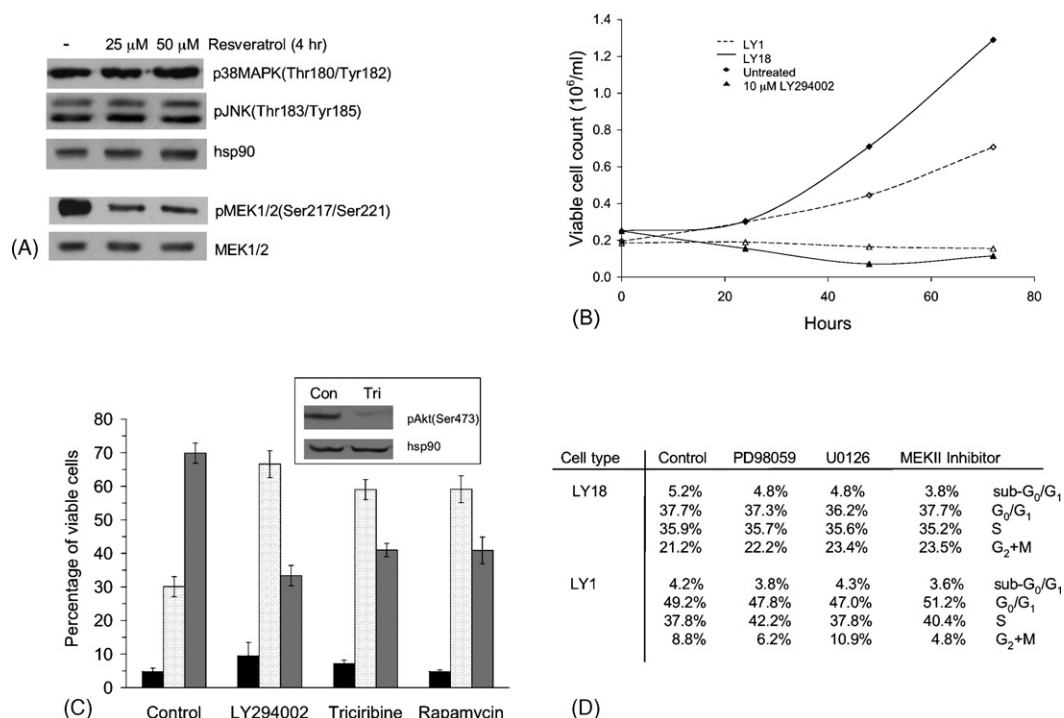 - 25 µM 50 µM Resveratrol (4 hr)
p38MAPK(Thr180/Tyr182)
pJNK(Thr183/Tyr185)
hsp90
pMEK1/2(Ser217/Ser221)
(A) MEK1/2
Viable cell count (10⁶/ml)
1.4
1.2
1.0
0.8
0.6
0.4
0.2
0.0
LY1
LY18
Untreated
10 µM LY294002
0 20 40 60 80
(B) Hours
Con Tri
pAkt(Ser473)
hsp90
Percentage of viable cells
80
70
60
50
40
30
20
10
0
(C) Control LY294002 Triciribine Rapamycin
Cell type Control PD98059 U0126 MEKII Inhibitor
LY18 5.2% 4.8% 4.8% 3.8% sub-G₀/G₁
37.7% 37.3% 36.2% 37.7% G₀/G₁
35.9% 35.7% 35.6% 35.2% S
21.2% 22.2% 23.4% 23.5% G₂+M
LY1 4.2% 3.8% 4.3% 3.6% sub-G₀/G₁
49.2% 47.8% 47.0% 51.2% G₀/G₁
37.8% 42.2% 37.8% 40.4% S
8.8% 6.2% 10.9% 4.8% G₂+M
(D)